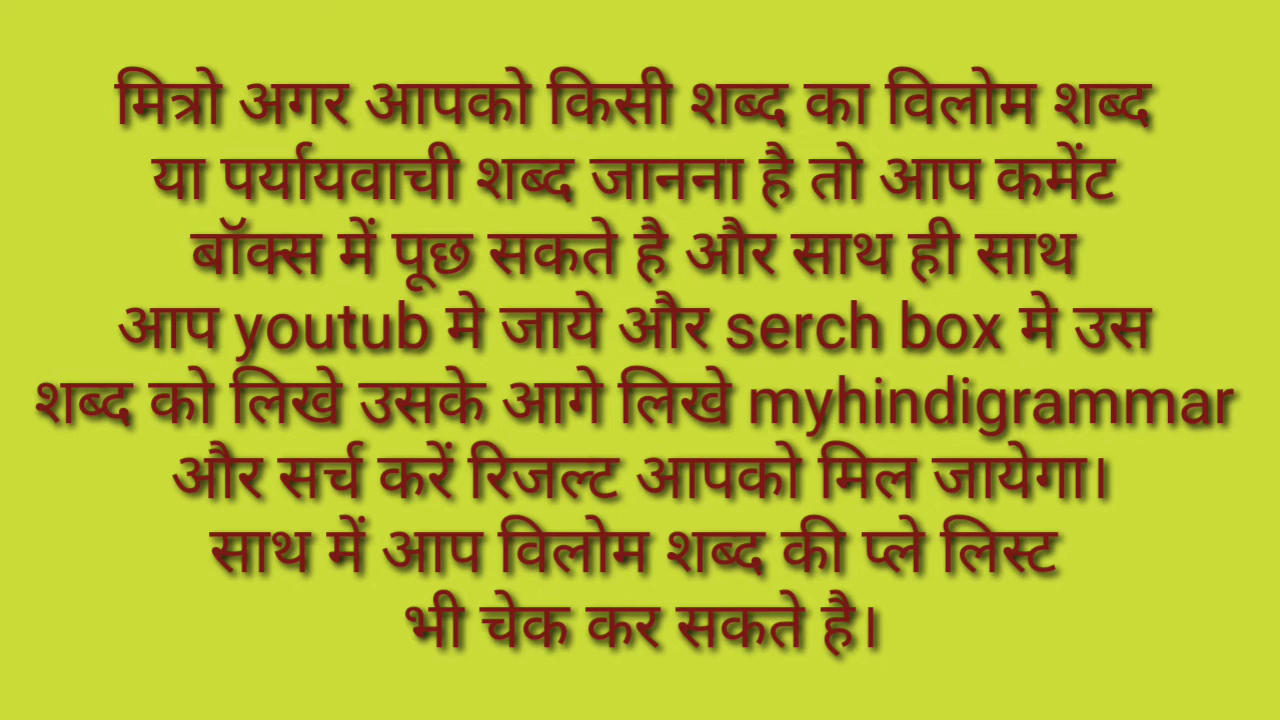 मित्रो अगर आपको किसी शब्द का विलोम शब्द
या पर्यायवाची शब्द जानना है तो आप कमेंट
बॉक्स में पूछ सकते है और साथ ही साथ
आप youtub मे जाये और serch box मे उस
शब्द को लिखे उसके आगे लिखे myhindigrammar
और सर्च करें रिजल्ट आपको मिल जायेगा।
साथ में आप विलोम शब्द की प्ले लिस्ट
भी चेक कर सकते है।